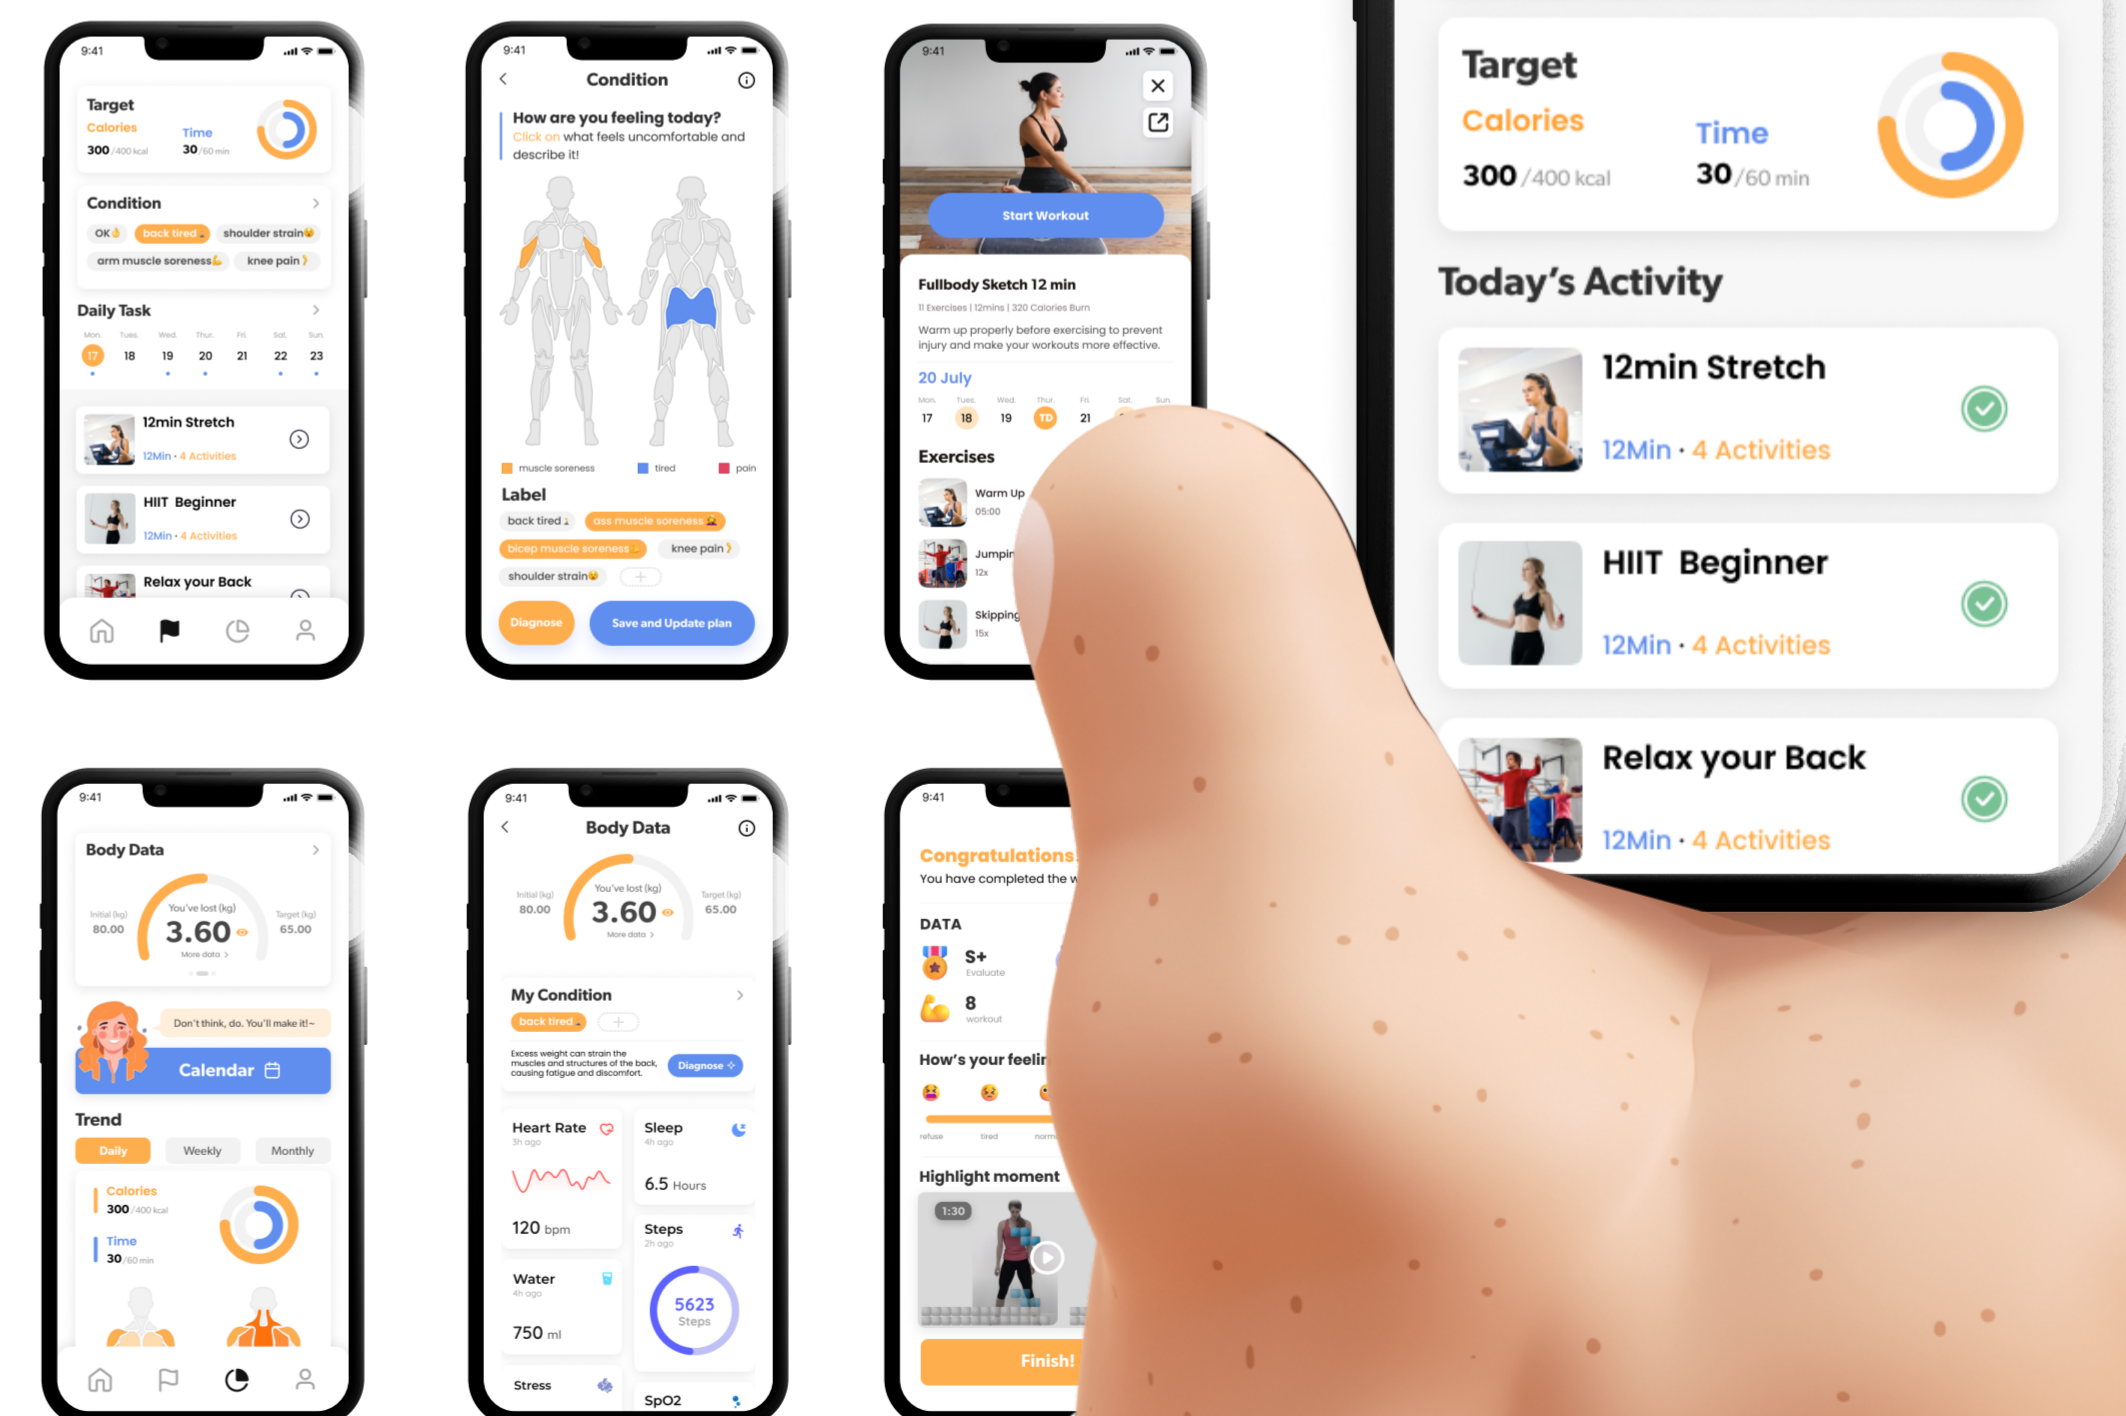 9:41
Target
Calories
Time
300 /400 kcal
30 /60 min
Condition
OK
back tired
shoulder strain
arm muscle soreness
knee pain
Daily Task
Mon. Tues. Wed. Thur. Fri. Sat. Sun.
17 18 19 20 21 22 23
12min Stretch
12Min · 4 Activities
HIIT Beginner
12Min · 4 Activities
Relax your Back
9:41
Condition
How are you feeling today?
Click on what feels uncomfortable and
describe it!
muscle soreness
tired
pain
Label
back tired
ass muscle soreness
bicep muscle soreness
knee pain
shoulder strain
Diagnose
Save and Update plan
9:41
Start Workout
Fullbody Sketch 12 min
11 Exercises | 12mins | 320 Calories Burn
Warm up properly before exercising to prevent
injury and make your workouts more effective.
20 July
Mon. Tues. Wed. Thur. Fri. Sat. Sun.
17 18 19 TD 21
Exercises
Warm Up
05:00
Jumpin
12x
Skipping
15x
Target
Calories
Time
300 /400 kcal
30 /60 min
Today's Activity
12min Stretch
12Min · 4 Activities
HIIT Beginner
12Min · 4 Activities
Relax your Back
12Min · 4 Activities
9:41
Body Data
You've lost (kg)
Initial (kg)
80.00
3.60
Target (kg)
65.00
More data >
Don't think, do. You'll make it!~
Calendar
Trend
Daily
Weekly
Monthly
Calories
300 /400 kcal
Time
30 /60 min
9:41
Body Data
You've lost (kg)
Initial (kg)
80.00
3.60
Target (kg)
65.00
More data >
My Condition
back tired
Excess weight can strain the
muscles and structures of the back,
causing fatigue and discomfort.
Diagnose
Heart Rate
3h ago
120 bpm
Sleep
4h ago
6.5 Hours
Steps
2h ago
5623
Steps
Water
4h ago
750 ml
Stress
SpO2
9:41
Congratulations!
You have completed the w
DATA
S+
Evaluate
8
workout
How's your feelin
refuse
tired
norm
Highlight moment
1:30
Finish!